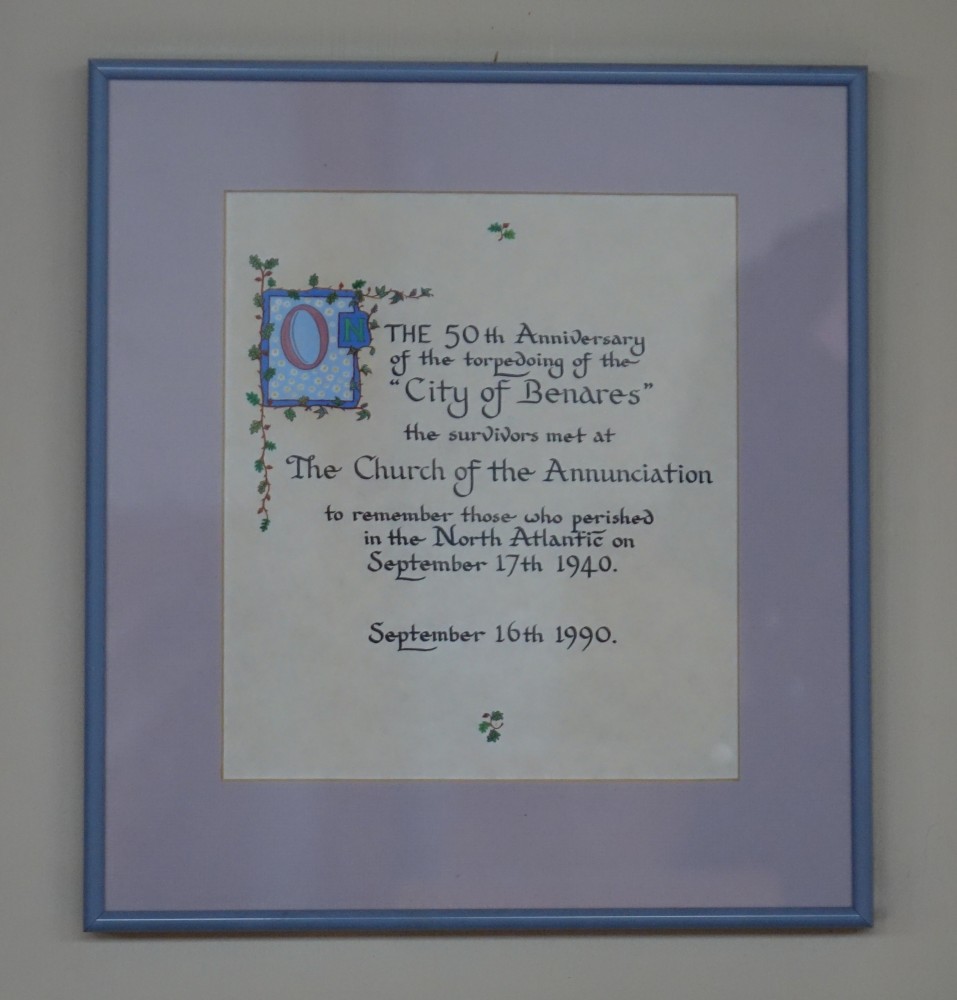 ON THE 50th Anniversary
of the torpedoing of the
"City of Benares"
the survivors met at
The Church of the Annunciation
to remember those who perished
in the North Atlantic on
September 17th 1940.
September 16th 1990.